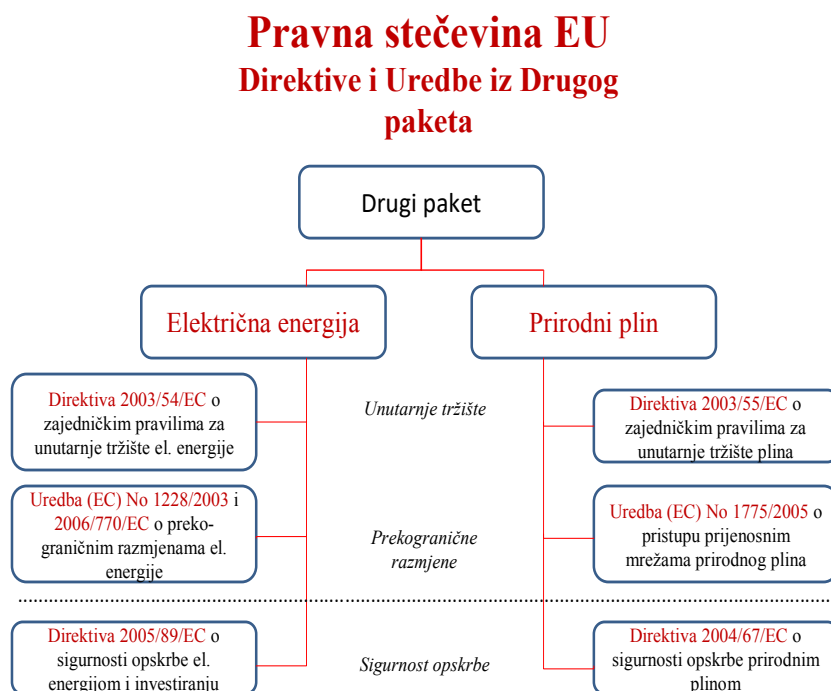 Pravna stečevina EU
Direktive i Uredbe iz Drugog
paketa
Drugi paket
Električna energija
Prirodni plin
Direktiva 2003/54/EC o
zajedničkim pravilima za
unutarnje tržište el. energije
Unutarnje tržište
Direktiva 2003/55/EC o
zajedničkim pravilima za
unutarnje tržište plina
Uredba (EC) No 1228/2003 i
2006/770/EC o preko-
graničnim razmjenama el.
energije
Prekogranične
razmjene
Uredba (EC) No 1775/2005 o
pristupu prijenosnim
mrežama prirodnog plina
Direktiva 2005/89/EC o
sigurnosti opskrbe el.
energijom i investiranju
Sigurnost opskrbe
Direktiva 2004/67/EC o
sigurnosti opskrbe prirodnim
plinom